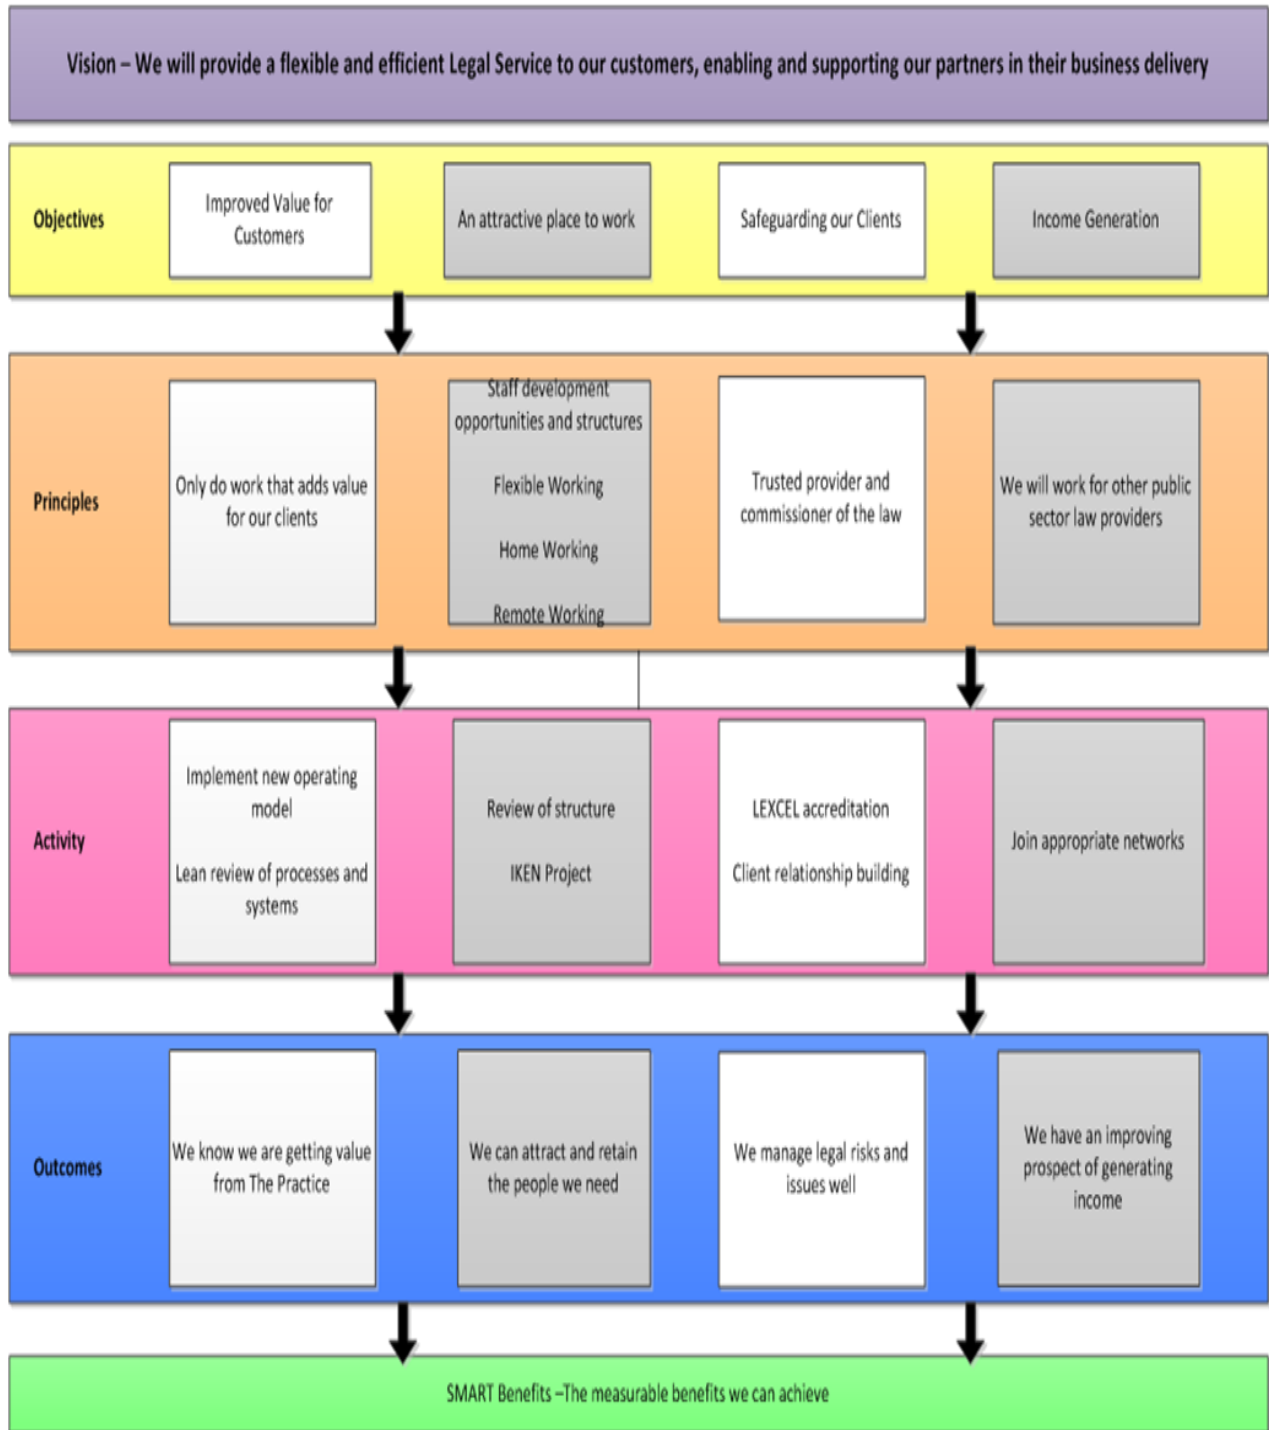 Vision – We will provide a flexible and efficient Legal Service to our customers, enabling and supporting our partners in their business delivery
Objectives
Improved Value for
Customers
An attractive place to work
Safeguarding our Clients
Income Generation
Principles
Only do work that adds value
for our clients
Staff development
opportunities and structures
Flexible Working
Home Working
Remote Working
Trusted provider and
commissioner of the law
We will work for other public
sector law providers
Activity
Implement new operating
model
Lean review of processes and
systems
Review of structure
IKEN Project
LEXCEL accreditation
Client relationship building
Join appropriate networks
Outcomes
We know we are getting value
from The Practice
We can attract and retain
the people we need
We manage legal risks and
issues well
We have an improving
prospect of generating
income
SMART Benefits –The measurable benefits we can achieve